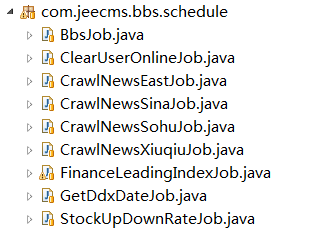 com.jeecms.bbs.schedule
BbsJob.java
ClearUserOnlineJob.java
CrawlNewsEastJob.java
CrawlNewsSinaJob.java
CrawlNewsSohuJob.java
CrawlNewsXiuqiuJob.java
FinanceLeadingIndexJob.java
GetDdxDateJob.java
StockUpDownRateJob.java